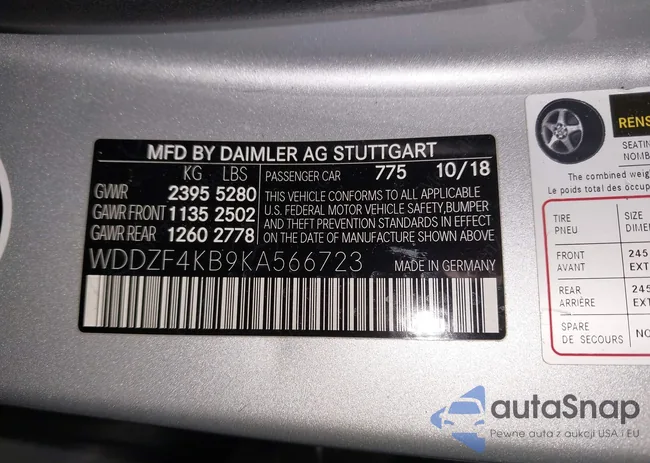 MFD BY DAIMLER AG STUTTGART
KG LBS PASSENGER CAR 775 10/18
GVWR 2395 5280
GAWR FRONT 1135 2502
GAWR REAR 1260 2778
THIS VEHICLE CONFORMS TO ALL APPLICABLE
U.S. FEDERAL MOTOR VEHICLE SAFETY, BUMPER
AND THEFT PREVENTION STANDARDS IN EFFECT
ON THE DATE OF MANUFACTURE SHOWN ABOVE.
WDDZF4KB9KA566723 MADE IN GERMANY
SEATIN
NOMB
The combined weig
Le poids total des occup
TIRE SIZE
PNEU DIME
FRONT 245
AVANT EXT
REAR 245
ARRIÈRE EXT
SPARE
DE SECOURS NO
autaSnap
Pewne auta z aukcji USA i EU